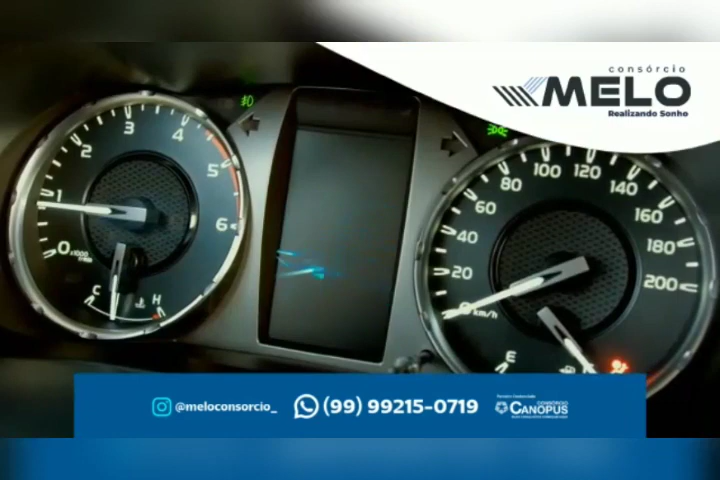 consórcio
MELO
Realizando Sonho
0
1
2
3
4
5
6
x1000
r/min
C
H
0
20
40
60
80
100
120
140
160
180
200
km/h
E
@meloconsorcio_
(99) 99215-0719
CONSÓRCIO
CANOPUS